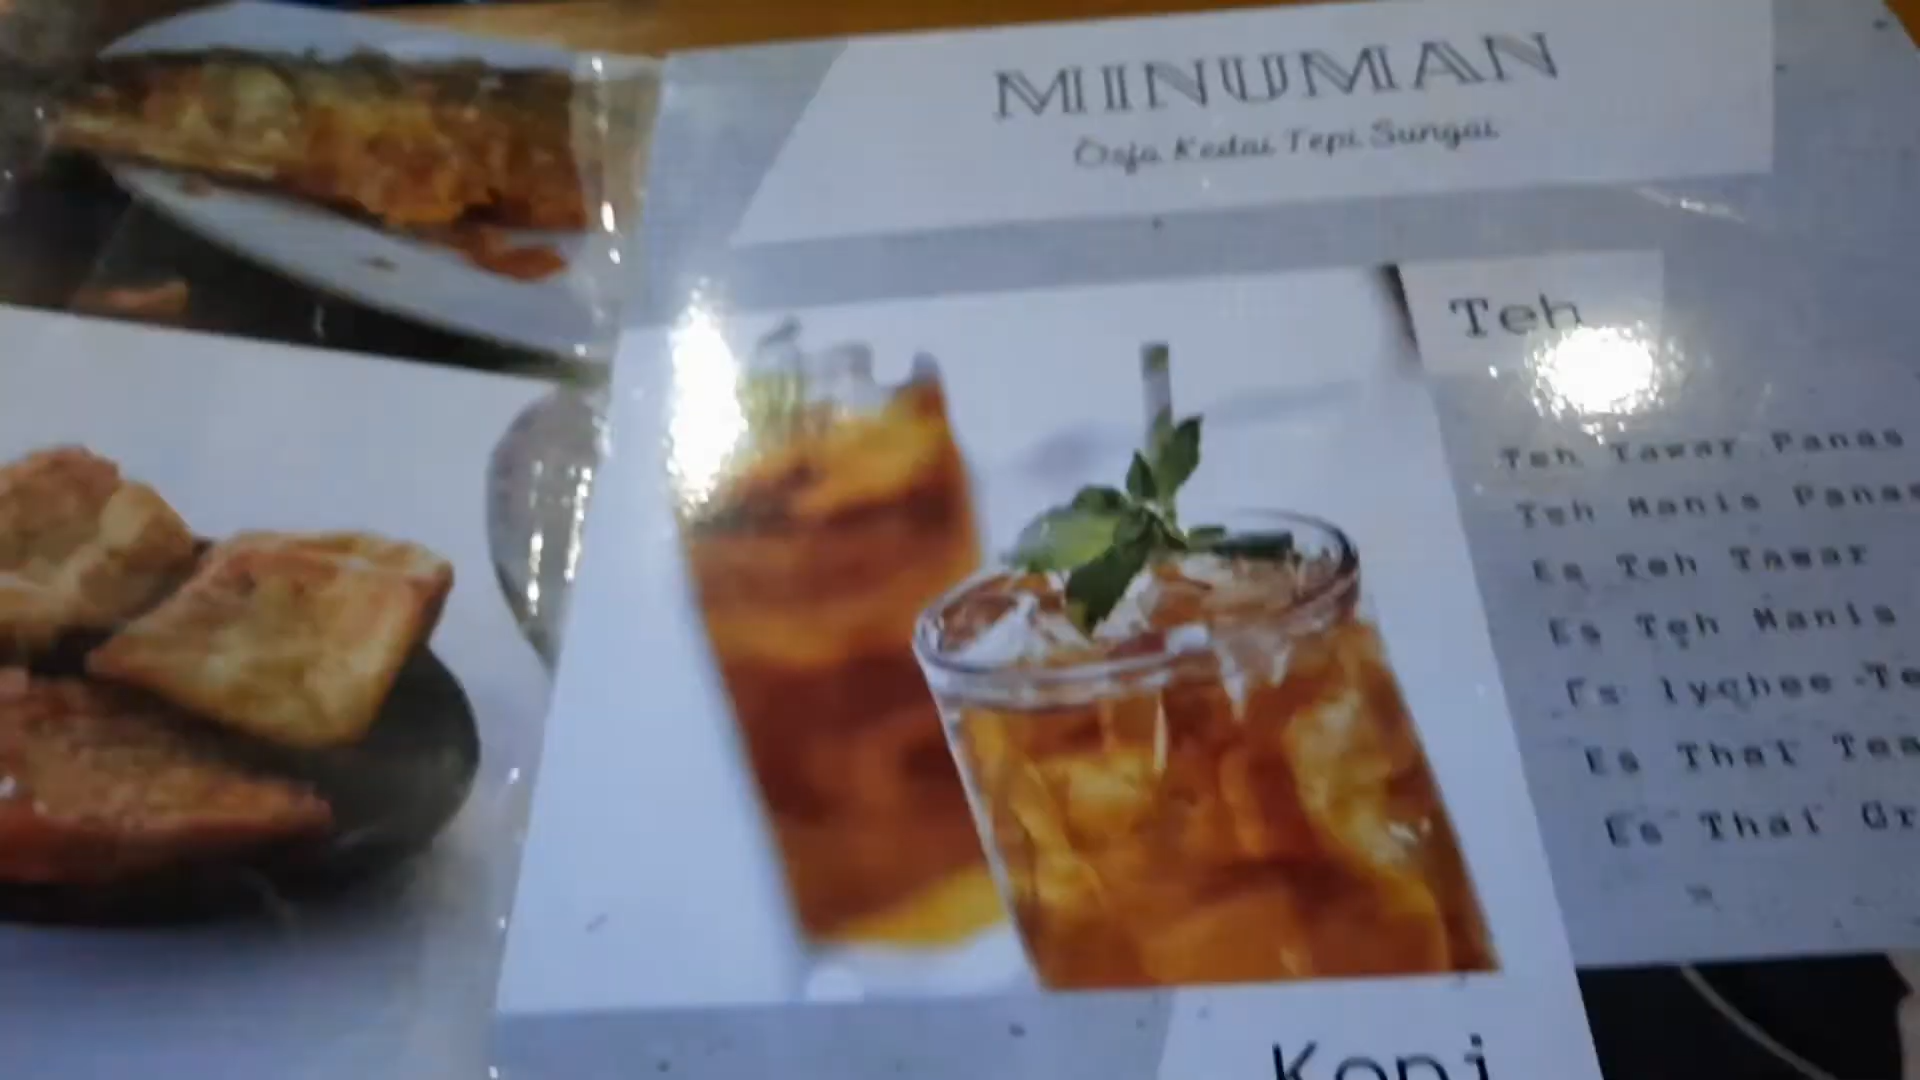 MINUMAN
Kedai Tepi Sungai
Teh
Teh Tawar Panas
Teh Manis Panas
Es Teh Tawar
Es Teh Manis
Es lychee Te
Es Thai Tea
Es Thai Gr
Kopi